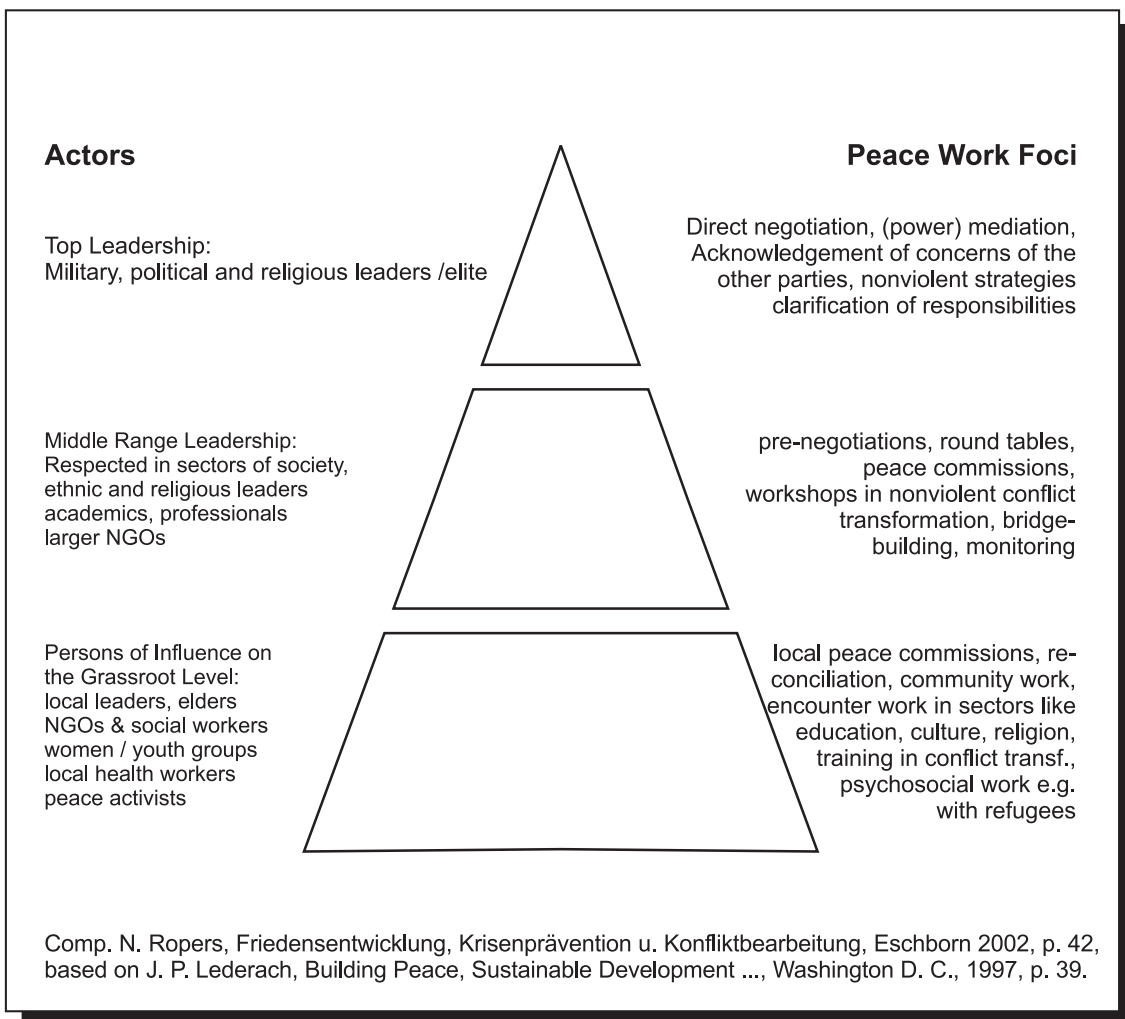 Actors
Peace Work Foci
Top Leadership:
Military, political and religious leaders /elite
Direct negotiation, (power) mediation,
Acknowledgement of concerns of the
other parties, nonviolent strategies
clarification of responsibilities
Middle Range Leadership:
Respected in sectors of society,
ethnic and religious leaders
academics, professionals
larger NGOs
pre-negotiations, round tables,
peace commissions,
workshops in nonviolent conflict
transformation, bridge-
building, monitoring
Persons of Influence on
the Grassroot Level:
local leaders, elders
NGOs & social workers
women / youth groups
local health workers
peace activists
local peace commissions, re-
conciliation, community work,
encounter work in sectors like
education, culture, religion,
training in conflict transf.,
psychosocial work e.g.
with refugees
Comp. N. Ropers, Friedensentwicklung, Krisenprävention u. Konfliktbearbeitung, Eschborn 2002, p. 42,
based on J. P. Lederach, Building Peace, Sustainable Development ..., Washington D. C., 1997, p. 39.